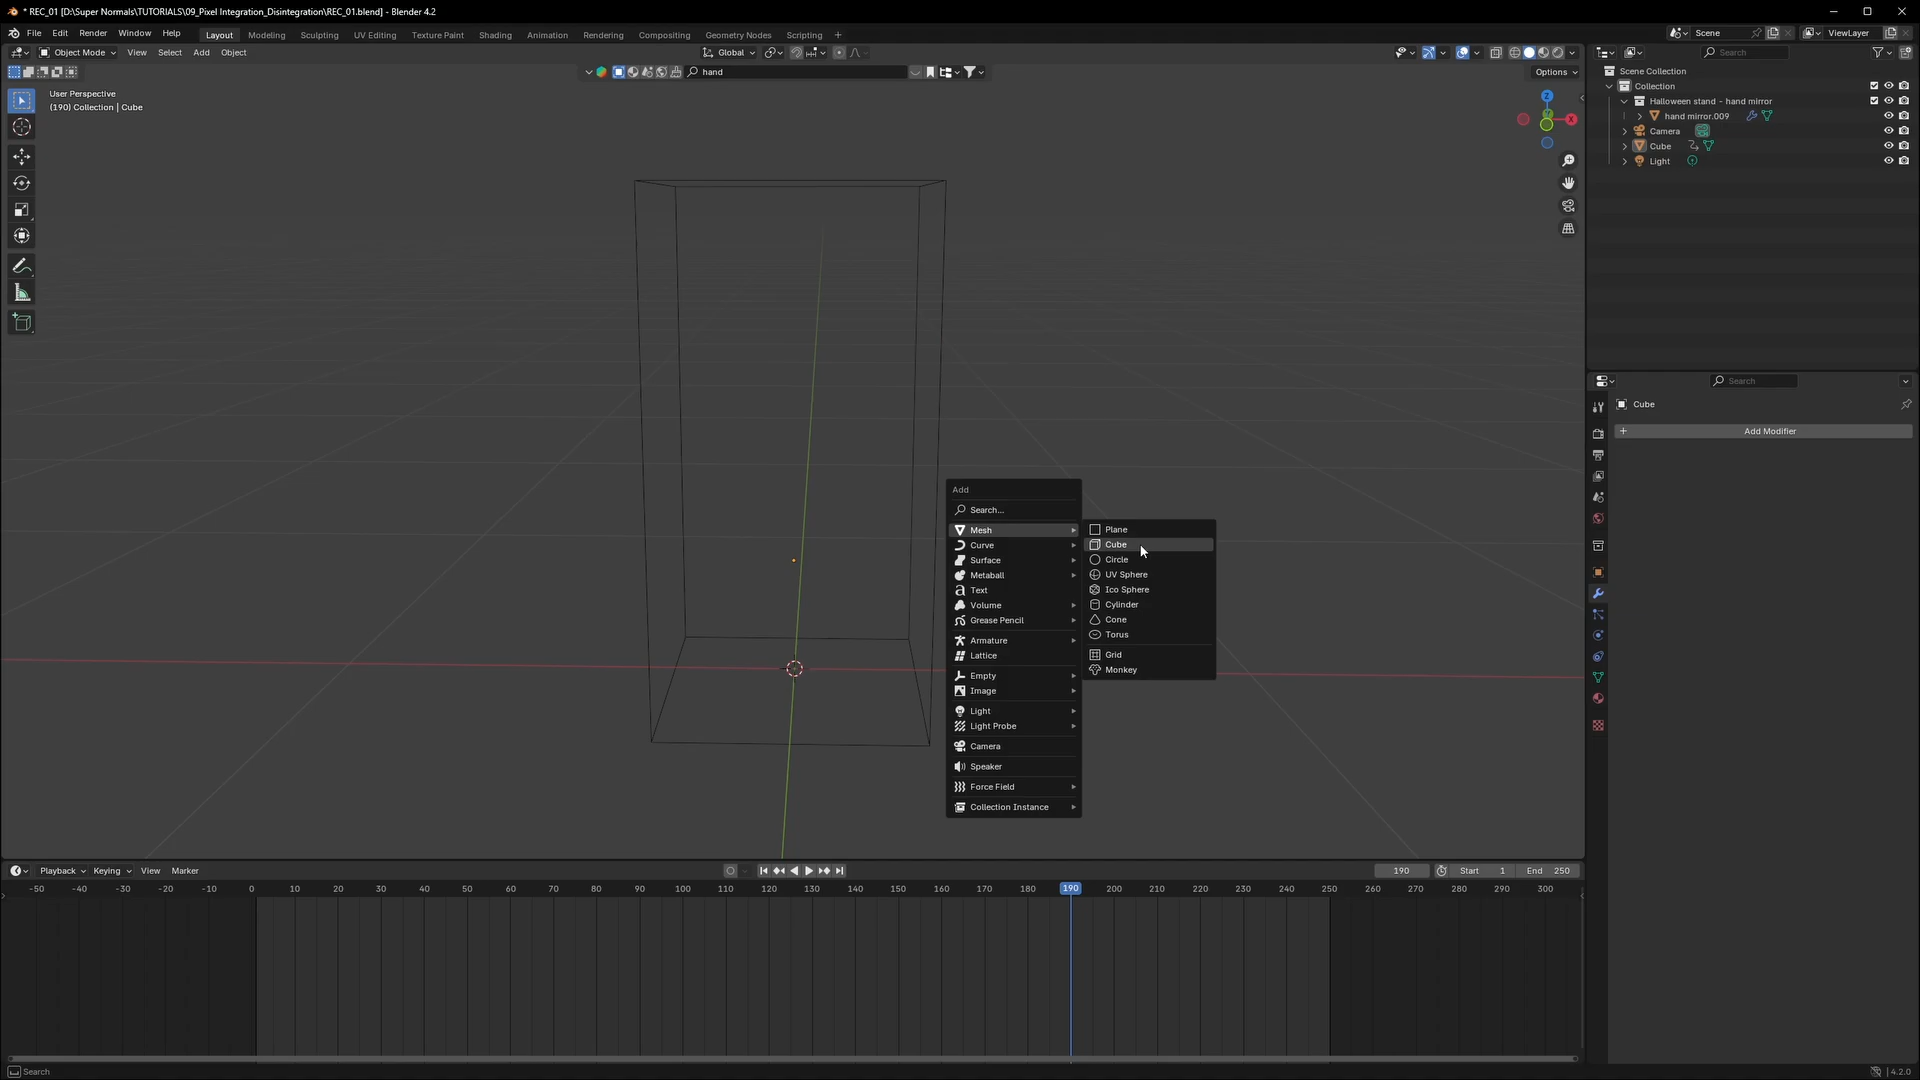 * REC_01 [D:\Super Normals\TUTORIALS\09_Pixel Integration_Disintegration\REC_01.blend] - Blender 4.2
File Edit Render Window Help Layout Modeling Sculpting UV Editing Texture Paint Shading Animation Rendering Compositing Geometry Nodes Scripting + Scene ViewLayer
Object Mode View Select Add Object Global Search
hand Options
User Perspective
(190) Collection | Cube
Z
Y
X
Scene Collection
Collection
Halloween stand - hand mirror
hand mirror.009
Camera
Cube
Light
Search
Cube
+ Add Modifier
Add
Search...
Mesh
Curve
Surface
Metaball
Text
Volume
Grease Pencil
Armature
Lattice
Empty
Image
Light
Light Probe
Camera
Speaker
Force Field
Collection Instance
Plane
Cube
Circle
UV Sphere
Ico Sphere
Cylinder
Cone
Torus
Grid
Monkey
Playback Keying View Marker 190 Start 1 End 250
-50 -40 -30 -20 -10 0 10 20 30 40 50 60 70 80 90 100 110 120 130 140 150 160 170 180 190 200 210 220 230 240 250 260 270 280 290 300
Search 4.2.0